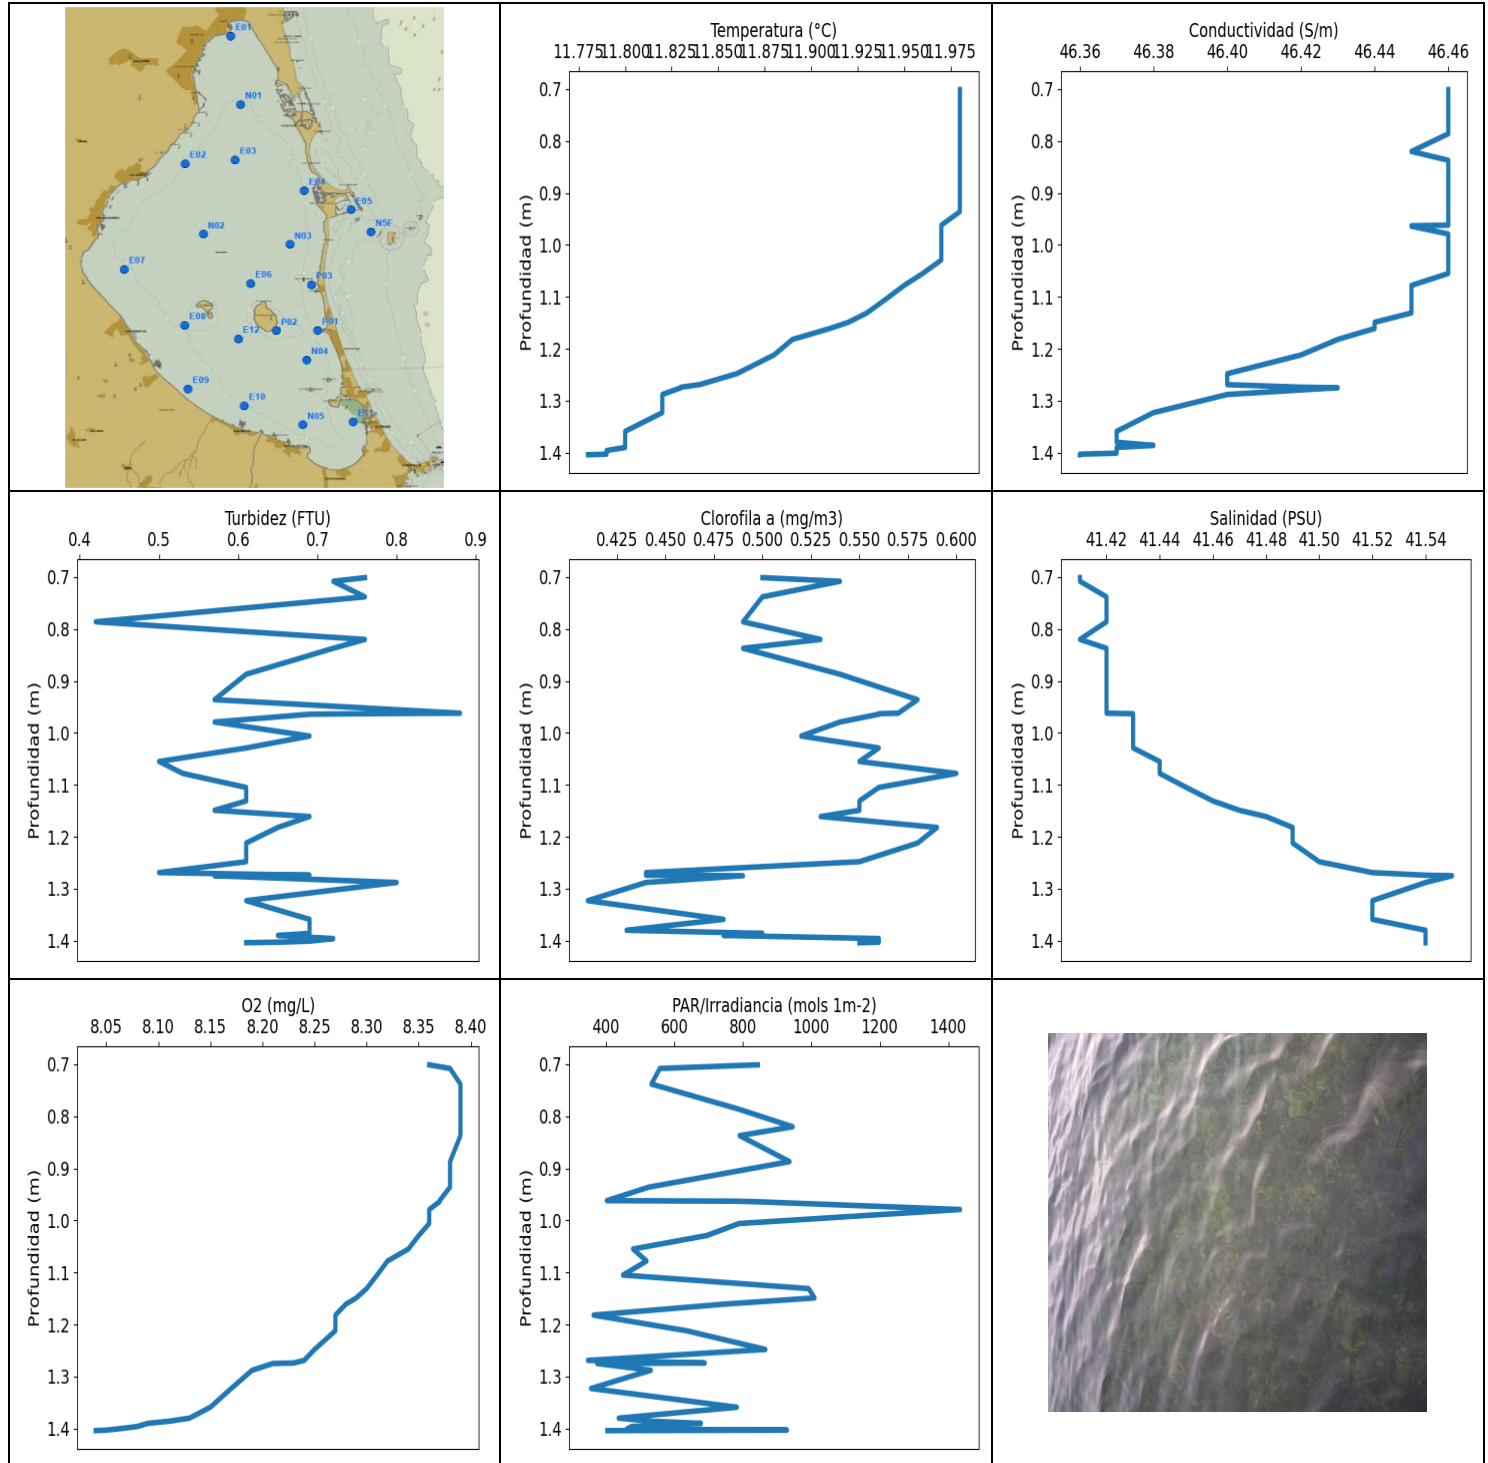 E01
N01
E02
E03
E04
E05
N5F
N02
N03
E07
E06
P03
E08
E12
P02
P01
N04
E09
E10
N05
E11
Temperatura (°C)
11.775 11.800 11.825 11.850 11.875 11.900 11.925 11.950 11.975
0.7
0.8
0.9
1.0
1.1
1.2
1.3
1.4
Profundidad (m)
Conductividad (S/m)
46.36 46.38 46.40 46.42 46.44 46.46
0.7
0.8
0.9
1.0
1.1
1.2
1.3
1.4
Profundidad (m)
Turbidez (FTU)
0.4 0.5 0.6 0.7 0.8 0.9
0.7
0.8
0.9
1.0
1.1
1.2
1.3
1.4
Profundidad (m)
Clorofila a (mg/m3)
0.425 0.450 0.475 0.500 0.525 0.550 0.575 0.600
0.7
0.8
0.9
1.0
1.1
1.2
1.3
1.4
Profundidad (m)
Salinidad (PSU)
41.42 41.44 41.46 41.48 41.50 41.52 41.54
0.7
0.8
0.9
1.0
1.1
1.2
1.3
1.4
Profundidad (m)
O2 (mg/L)
8.05 8.10 8.15 8.20 8.25 8.30 8.35 8.40
0.7
0.8
0.9
1.0
1.1
1.2
1.3
1.4
Profundidad (m)
PAR/Irradiancia (mols 1m-2)
400 600 800 1000 1200 1400
0.7
0.8
0.9
1.0
1.1
1.2
1.3
1.4
Profundidad (m)